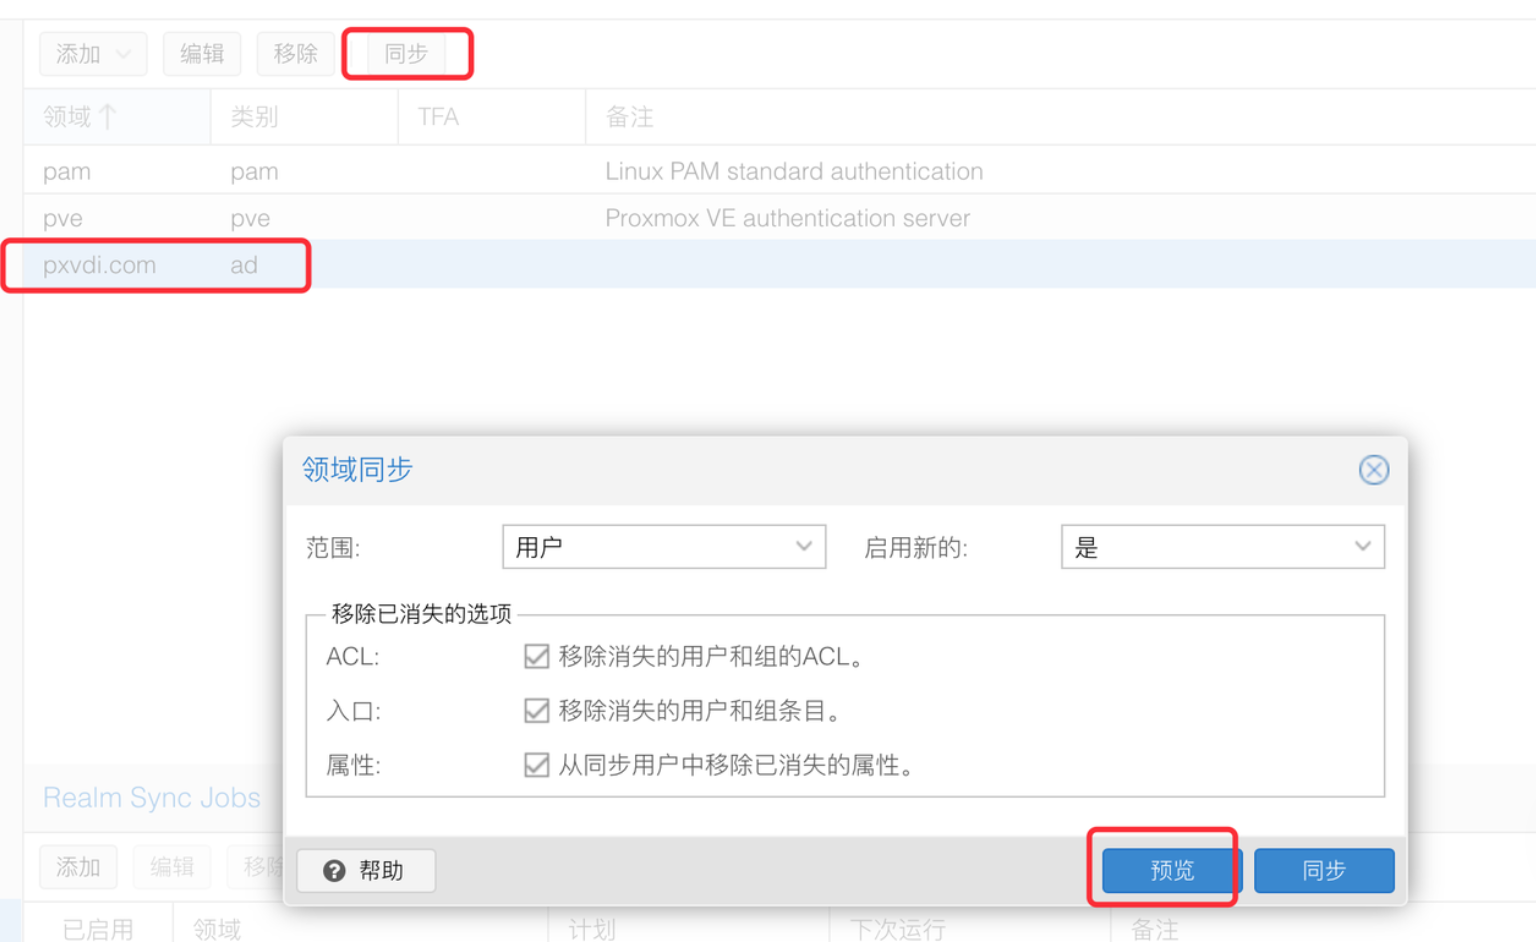 添加 编辑 移除 同步
领域 类别 TFA 备注
pam pam Linux PAM standard authentication
pve pve Proxmox VE authentication server
pxvdi.com ad
领域同步
范围: 用户 启用新的: 是
移除已消失的选项
ACL: 移除消失的用户和组的ACL。
入口: 移除消失的用户和组条目。
属性: 从同步用户中移除已消失的属性。
Realm Sync Jobs
添加 编辑 移除
帮助 预览 同步
已启用 领域 计划 下次运行 备注